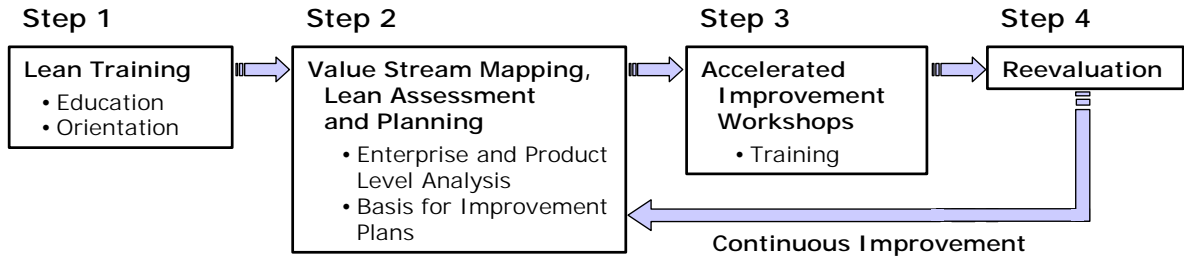 Step 1
Lean Training
• Education
• Orientation
Step 2
Value Stream Mapping,
Lean Assessment
and Planning
• Enterprise and Product
Level Analysis
• Basis for Improvement
Plans
Step 3
Accelerated
Improvement
Workshops
• Training
Step 4
Reevaluation
Continuous Improvement